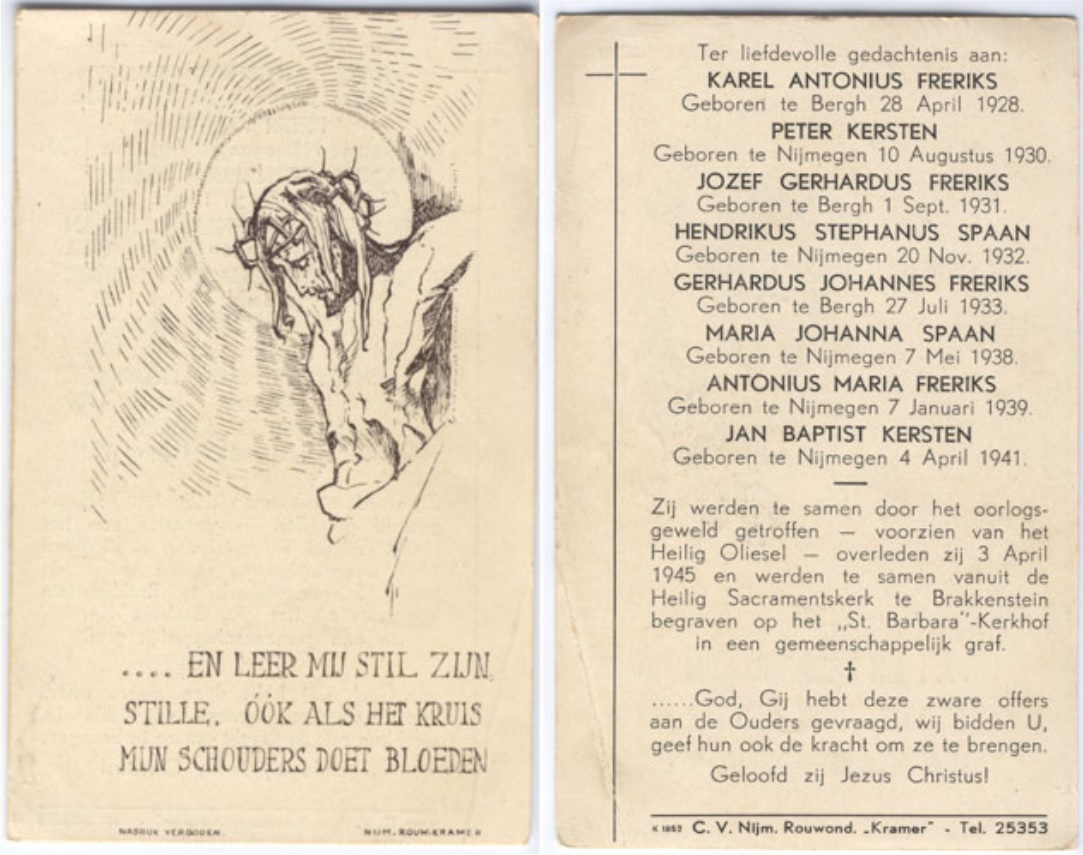 .... EN LEER MIJ STIL ZIJN,
STILLE, ÓÓK ALS HET KRUIS
MIJN SCHOUDERS DOET BLOEDEN
NADRUK VERBODEN.
NIJM. ROUW. KRAMER
Ter liefdevolle gedachtenis aan:
KAREL ANTONIUS FRERIKS
Geboren te Bergh 28 April 1928.
PETER KERSTEN
Geboren te Nijmegen 10 Augustus 1930.
JOZEF GERHARDUS FRERIKS
Geboren te Bergh 1 Sept. 1931.
HENDRIKUS STEPHANUS SPAAN
Geboren te Nijmegen 20 Nov. 1932.
GERHARDUS JOHANNES FRERIKS
Geboren te Bergh 27 Juli 1933.
MARIA JOHANNA SPAAN
Geboren te Nijmegen 7 Mei 1938.
ANTONIUS MARIA FRERIKS
Geboren te Nijmegen 7 Januari 1939.
JAN BAPTIST KERSTEN
Geboren te Nijmegen 4 April 1941.
Zij werden te samen door het oorlogs-
geweld getroffen — voorzien van het
Heilig Oliesel — overleden zij 3 April
1945 en werden te samen vanuit de
Heilig Sacramentskerk te Brakkenstein
begraven op het „St. Barbara"-Kerkhof
in een gemeenschappelijk graf.
......God, Gij hebt deze zware offers
aan de Ouders gevraagd, wij bidden U,
geef hun ook de kracht om ze te brengen.
Geloofd zij Jezus Christus!
K 1853 C. V. Nijm. Rouwond. „Kramer" - Tel. 25353